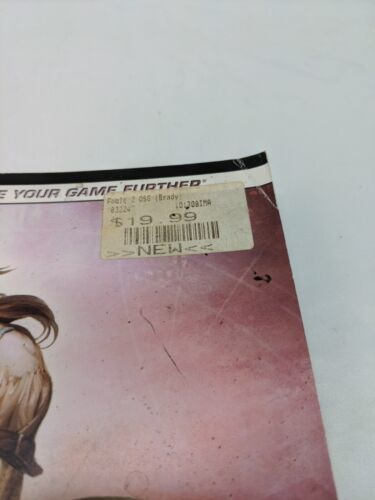 E YOUR GAME FURTHER
Fable 2 OSG (Brady)
$19.99
>>NEW<<